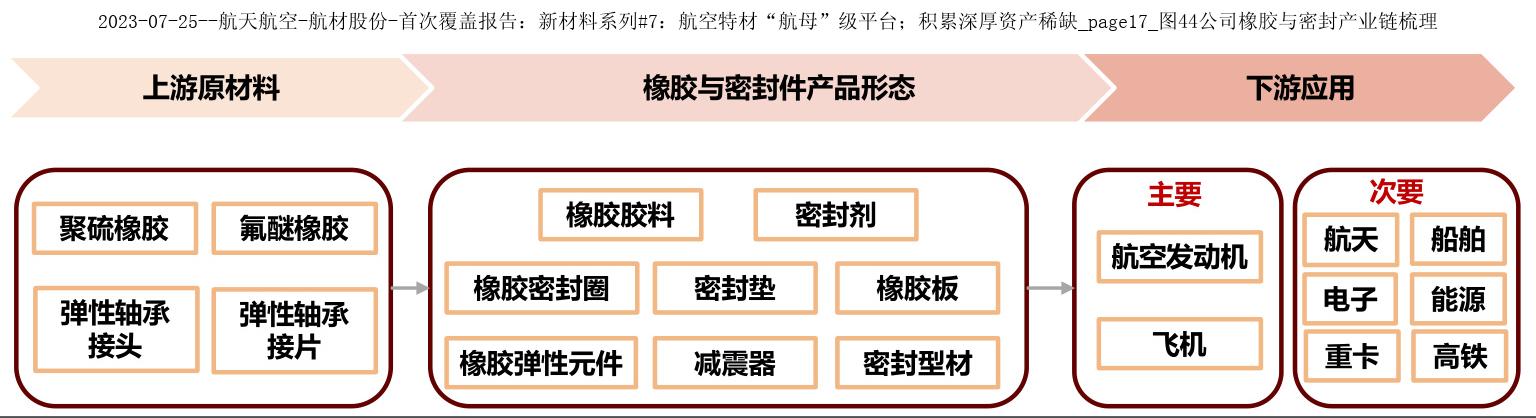 2023-07-25--航天航空-航材股份-首次覆盖报告：新材料系列#7：航空特材“航母”级平台；积累深厚资产稀缺_page17_图44公司橡胶与密封产业链梳理
上游原材料
橡胶与密封件产品形态
下游应用
聚硫橡胶
氟醚橡胶
弹性轴承
接头
弹性轴承
接片
橡胶胶料
密封剂
橡胶密封圈
密封垫
橡胶板
橡胶弹性元件
减震器
密封型材
主要
航空发动机
飞机
次要
航天
船舶
电子
能源
重卡
高铁